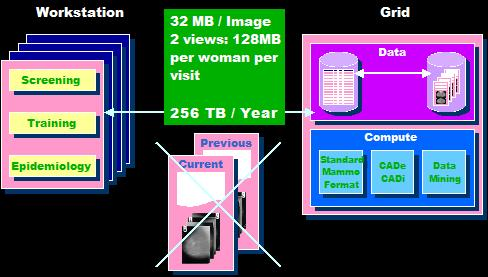 Workstation
Screening
Training
Epidemiology
32 MB / Image
2 views: 128MB
per woman per
visit
256 TB / Year
Previous
Current
Grid
Data
Compute
Standard
Mammo
Format
CADe
CADi
Data
Mining